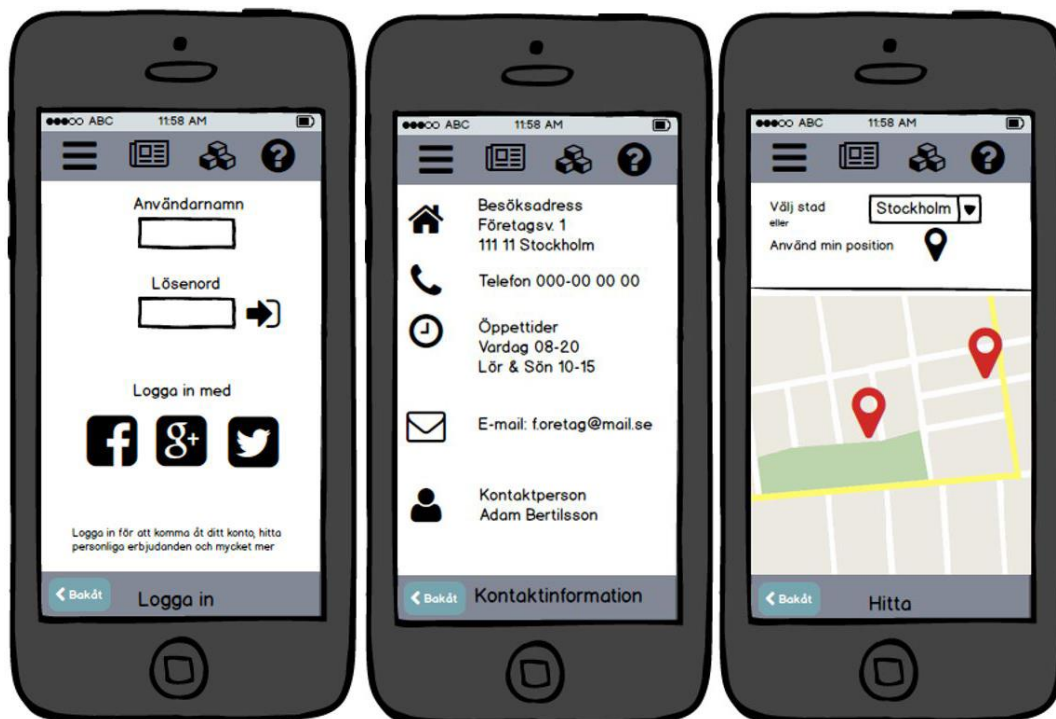 ABC 11:58 AM
Användarnamn
Lösenord
Logga in med
f g+
Logga in för att komma åt ditt konto, hitta
personliga erbjudanden och mycket mer
Bakåt Logga in
ABC 11:58 AM
?
Besöksadress
Företagsv. 1
111 11 Stockholm
Telefon 000-00 00 00
Öppettider
Vardag 08-20
Lör & Sön 10-15
E-mail: f.oretag@mail.se
Kontaktperson
Adam Bertilsson
Bakåt Kontaktinformation
ABC 11:58 AM
?
Välj stad Stockholm
eller
Använd min position
Bakåt Hitta